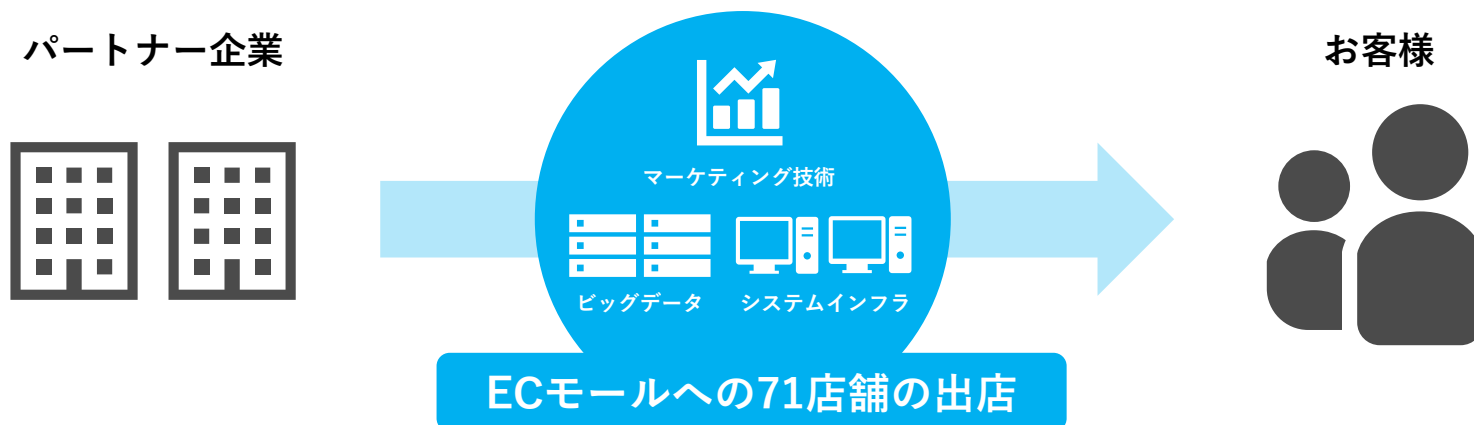 パートナー企業
お客様
マーケティング技術
ビッグデータ
システムインフラ
ECモールへの71店舗の出店